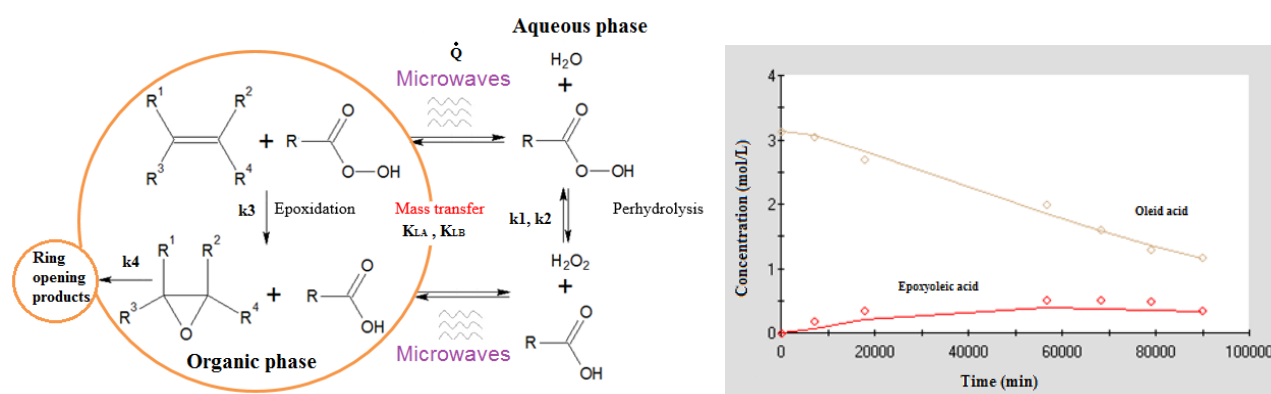 Aqueous phase
Q̇
Microwaves
H₂O
+
R¹
R²
R³
R⁴
+
R
O
O
OH
R
O
O
OH
k3
Epoxidation
Mass transfer
K_LA , K_LB
k1, k2
Perhydrolysis
Ring
opening
products
k4
R¹
R²
R³
R⁴
O
+
R
O
OH
H₂O₂
+
R
O
OH
Organic phase
Microwaves
Concentration (mol/L)
4
3
2
1
0
Oleid acid
Epoxyoleic acid
0
20000
40000
60000
80000
100000
Time (min)